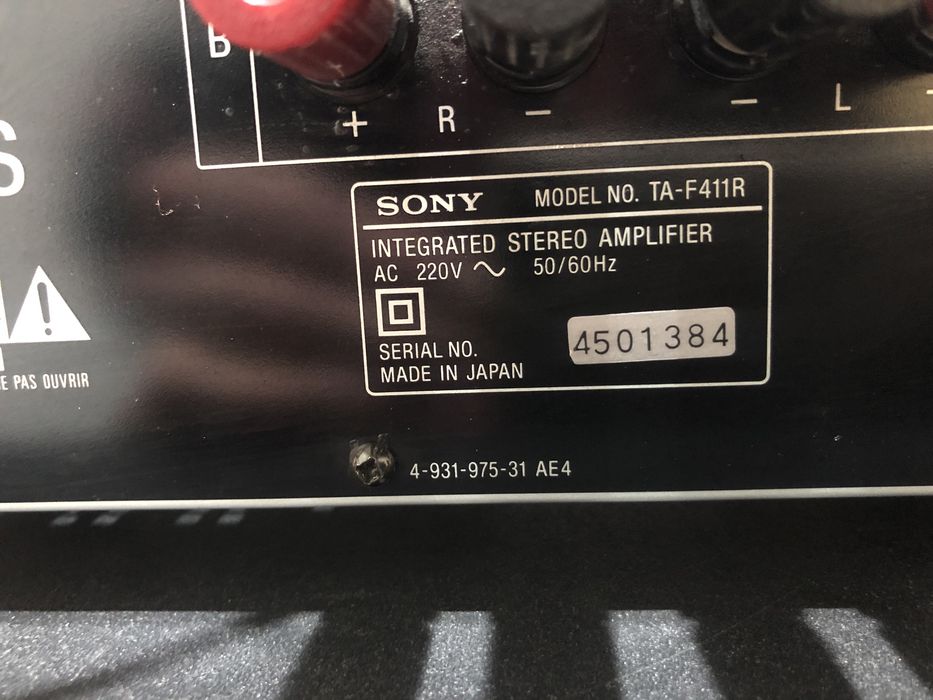 B
+ R − − L
S
SONY MODEL NO. TA-F411R
INTEGRATED STEREO AMPLIFIER
AC 220V ~ 50/60Hz
SERIAL NO. 4501384
MADE IN JAPAN
PAS OUVRIR
4-931-975-31 AE4